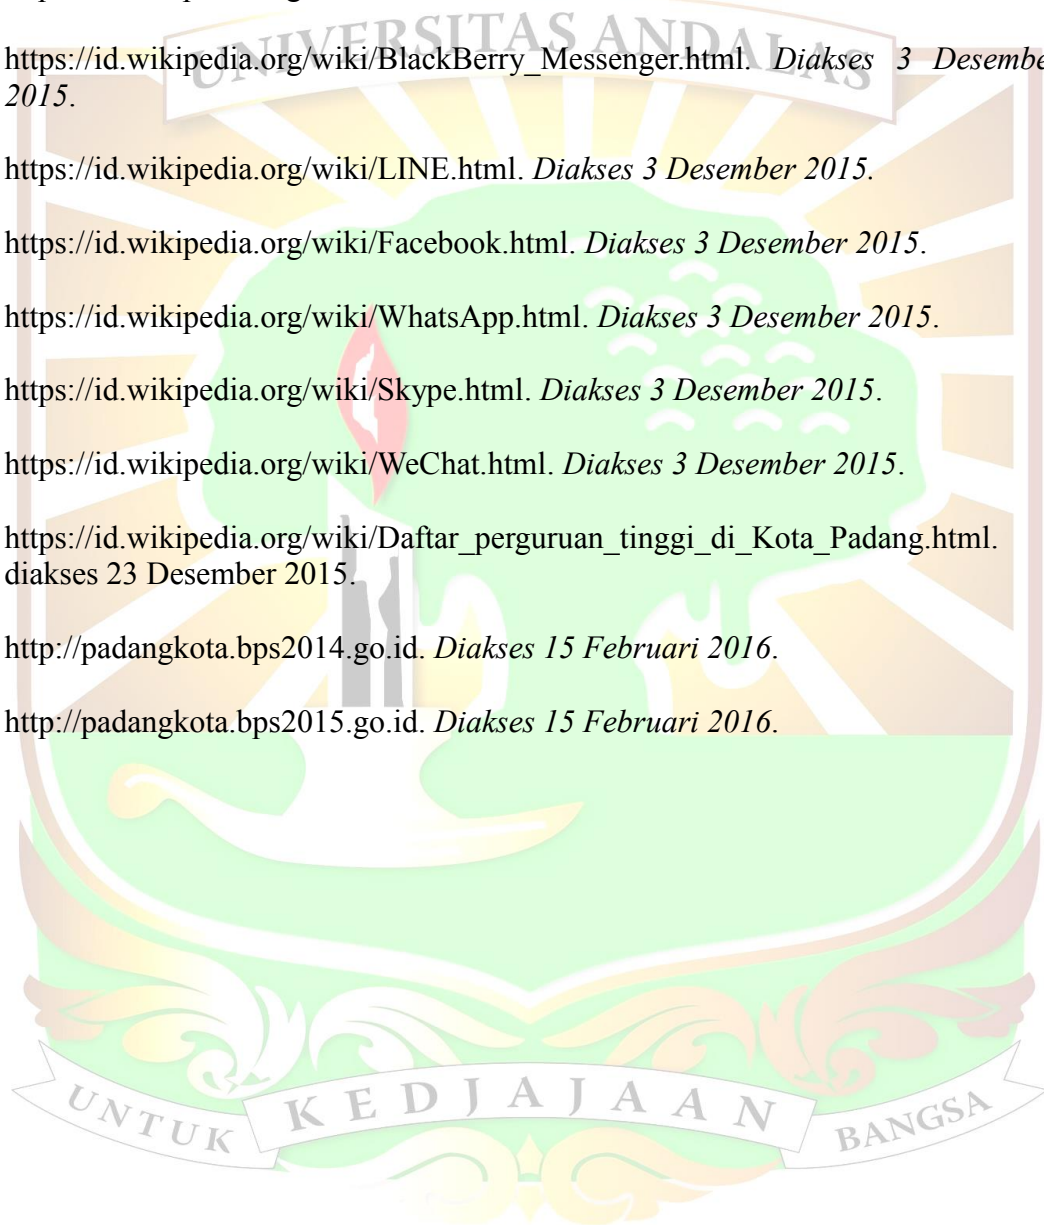 UNIVERSITAS ANDALAS
https://id.wikipedia.org/wiki/BlackBerry_Messenger.html. Diakses 3 Desembe
2015.
https://id.wikipedia.org/wiki/LINE.html. Diakses 3 Desember 2015.
https://id.wikipedia.org/wiki/Facebook.html. Diakses 3 Desember 2015.
https://id.wikipedia.org/wiki/WhatsApp.html. Diakses 3 Desember 2015.
https://id.wikipedia.org/wiki/Skype.html. Diakses 3 Desember 2015.
https://id.wikipedia.org/wiki/WeChat.html. Diakses 3 Desember 2015.
https://id.wikipedia.org/wiki/Daftar_perguruan_tinggi_di_Kota_Padang.html.
diakses 23 Desember 2015.
http://padangkota.bps2014.go.id. Diakses 15 Februari 2016.
http://padangkota.bps2015.go.id. Diakses 15 Februari 2016.
UNTUK KEDJAJAAN BANGSA